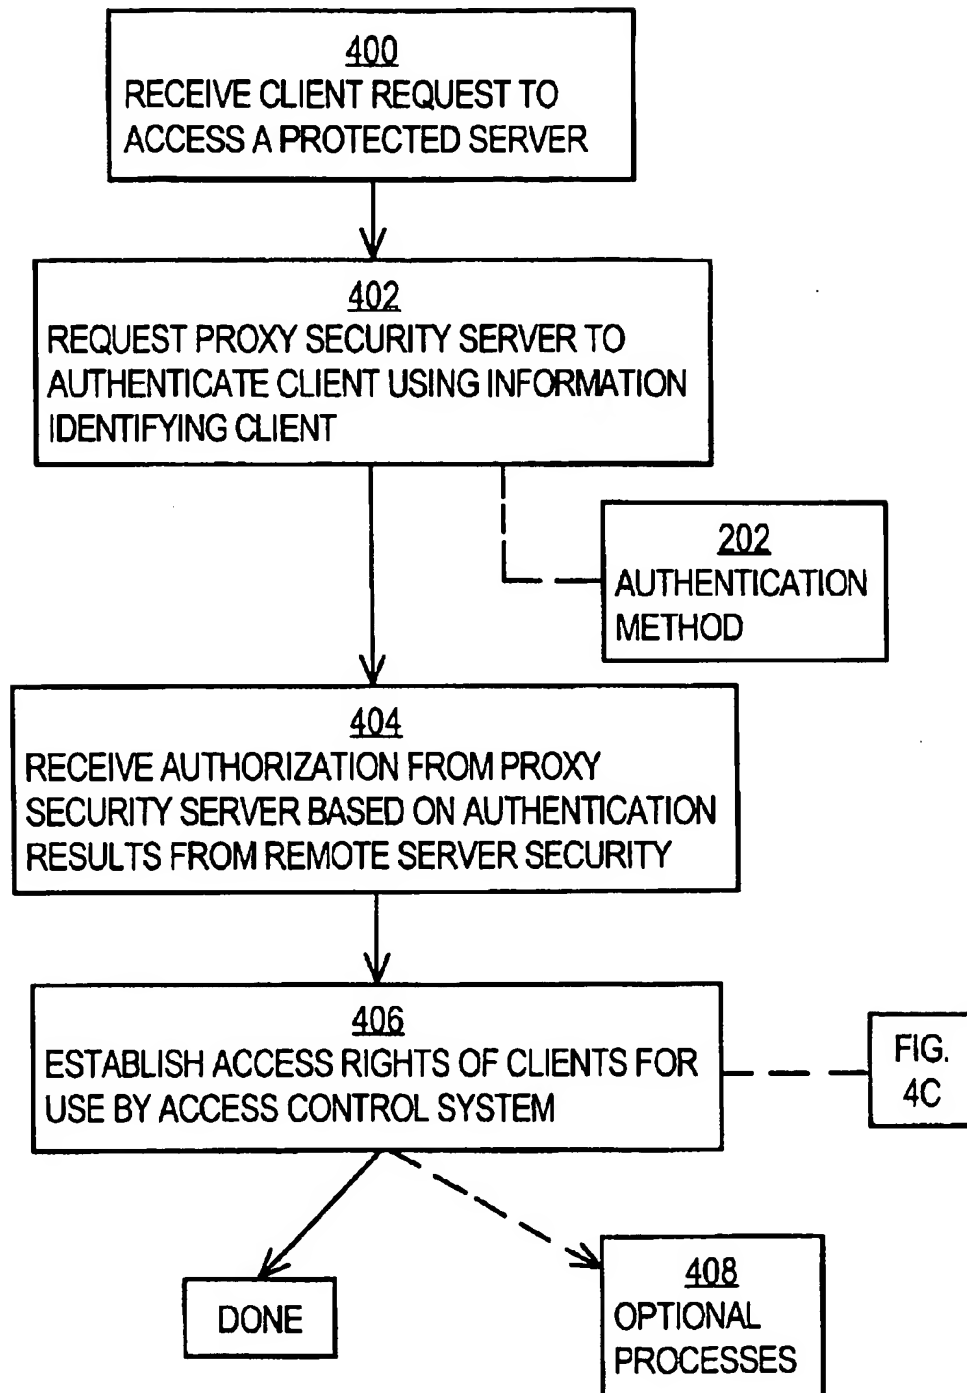 400
RECEIVE CLIENT REQUEST TO
ACCESS A PROTECTED SERVER
402
REQUEST PROXY SECURITY SERVER TO
AUTHENTICATE CLIENT USING INFORMATION
IDENTIFYING CLIENT
202
AUTHENTICATION
METHOD
404
RECEIVE AUTHORIZATION FROM PROXY
SECURITY SERVER BASED ON AUTHENTICATION
RESULTS FROM REMOTE SERVER SECURITY
406
ESTABLISH ACCESS RIGHTS OF CLIENTS FOR
USE BY ACCESS CONTROL SYSTEM
FIG.
4C
DONE
408
OPTIONAL
PROCESSES